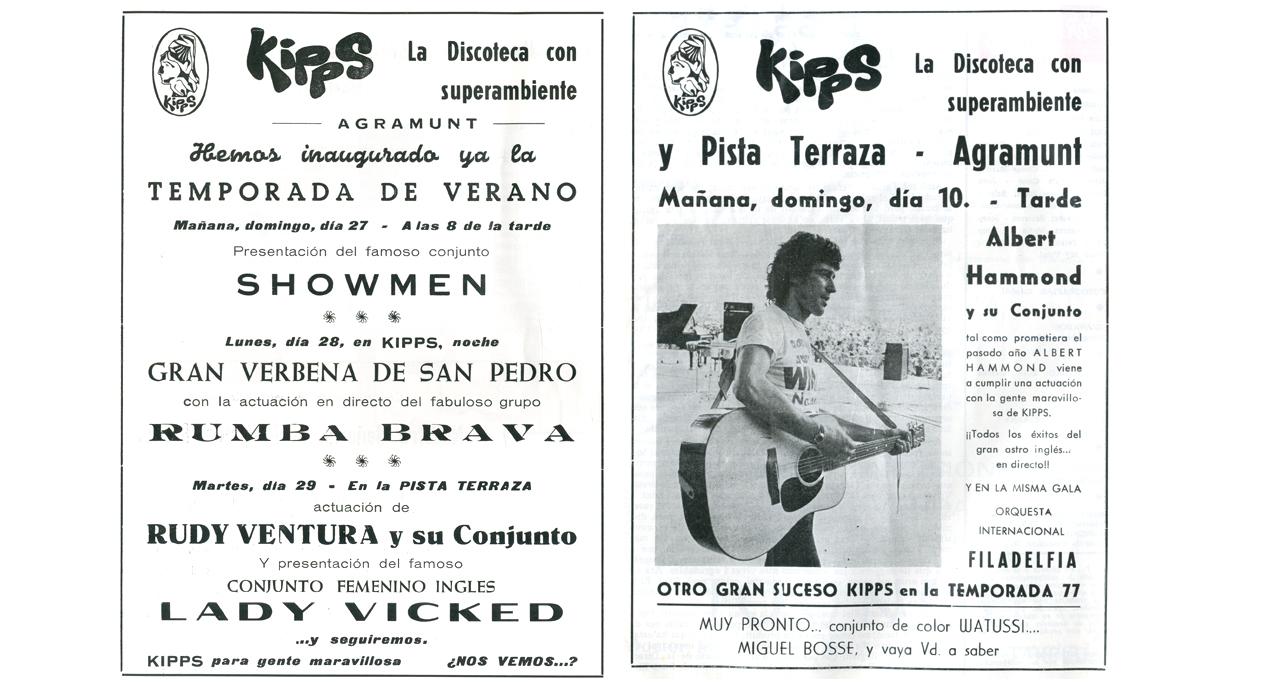 Kipps
Kipps
La Discoteca con
superambiente
AGRAMUNT
Hemos inaugurado ya la
TEMPORADA DE VERANO
Mañana, domingo, día 27 - A las 8 de la tarde
Presentación del famoso conjunto
SHOWMEN
Lunes, día 28, en KIPPS, noche
GRAN VERBENA DE SAN PEDRO
con la actuación en directo del fabuloso grupo
RUMBA BRAVA
Martes, día 29 - En la PISTA TERRAZA
actuación de
RUDY VENTURA y su Conjunto
Y presentación del famoso
CONJUNTO FEMENINO INGLES
LADY VICKED
...y seguiremos.
KIPPS para gente maravillosa ¿NOS VEMOS...?
Kipps
Kipps
La Discoteca con
superambiente
y Pista Terraza - Agramunt
Mañana, domingo, día 10. - Tarde
Albert
Hammond
y su Conjunto
tal como prometiera el
pasado año ALBERT
HAMMOND viene
a cumplir una actuación
con la gente maravillo-
sa de KIPPS.
¡¡Todos los éxitos del
gran astro inglés...
en directo!!
Y EN LA MISMA GALA
ORQUESTA
INTERNACIONAL
FILADELFIA
OTRO GRAN SUCESO KIPPS en la TEMPORADA 77
MUY PRONTO... conjunto de color WATUSSI....
MIGUEL BOSSE, y vaya Vd. a saber